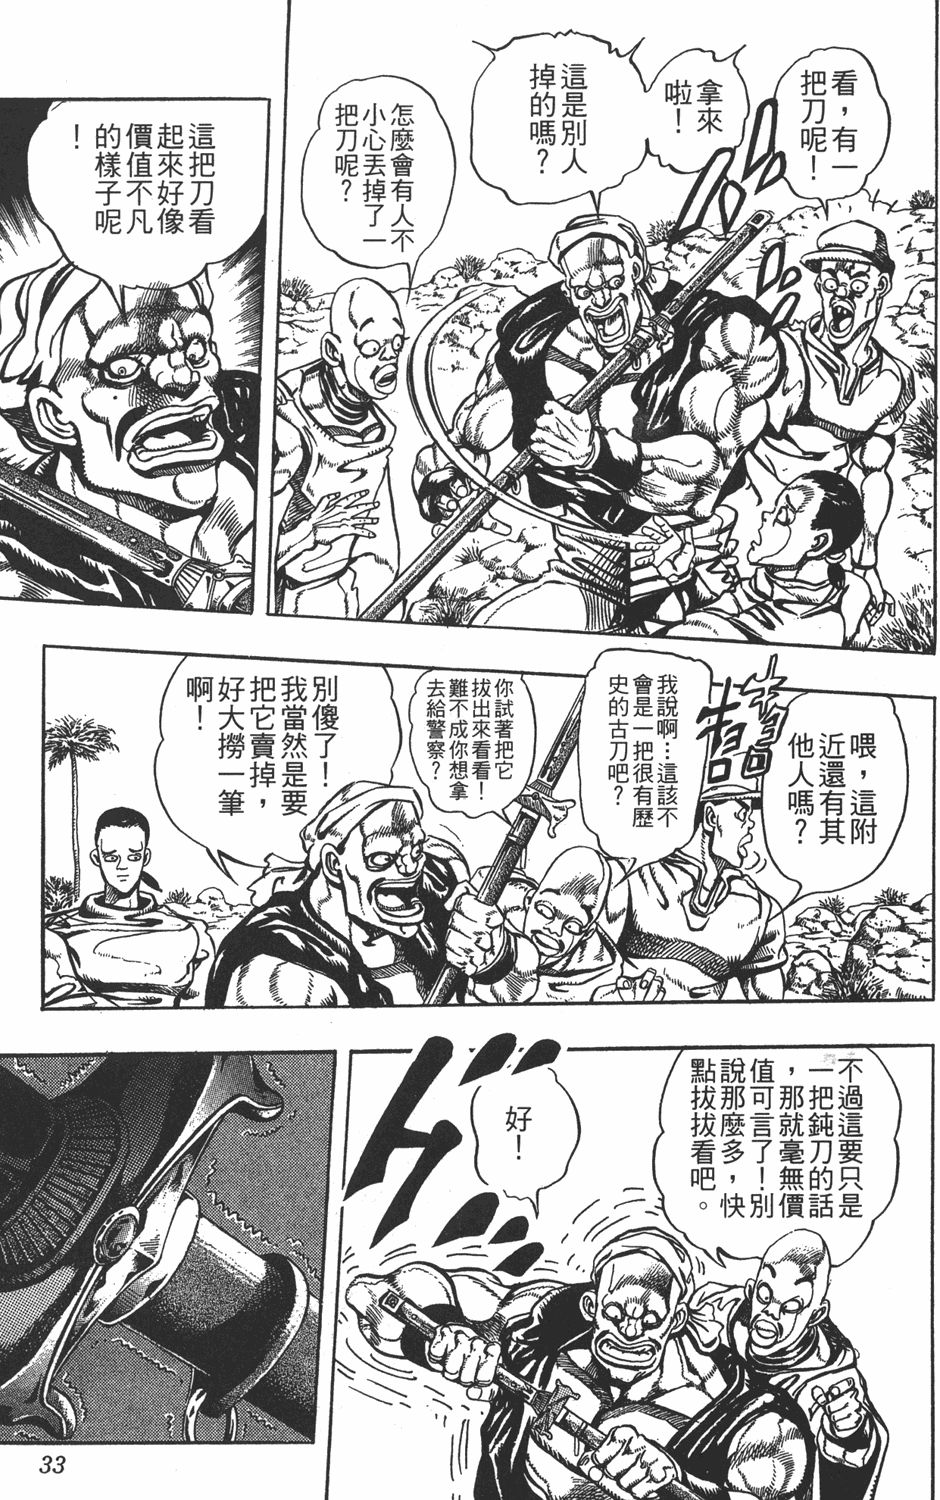 看，有一
把刀呢！
拿來
啦！
這是別人
掉的嗎？
怎麼會有人不
小心丟掉了一
把刀呢？
這把刀看
起來好像
價值不凡
的樣子呢
！
喂，這附
近還有其
他人嗎？
キョロ
キョロ
我說啊…這該不
會是一把很有歷
史的古刀吧？
你試著把它
拔出來看看！
難不成你想拿
去給警察？
別傻了！
我當然是要
把它賣掉，
好大撈一筆
啊！
不過這要只是
一把鈍刀的話
，那就毫無價
值可言了！別
說那麼多，快
點拔拔看吧。
好！
33